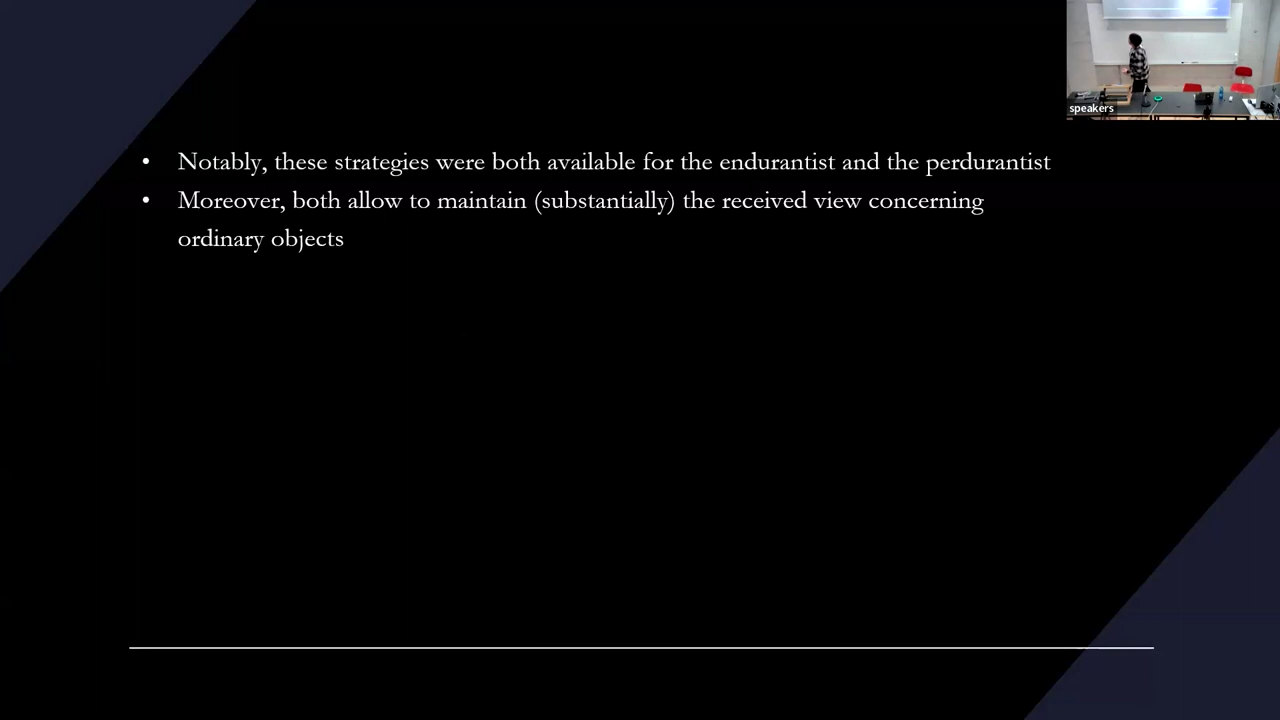 speakers
• Notably, these strategies were both available for the endurantist and the perdurantist
• Moreover, both allow to maintain (substantially) the received view concerning
ordinary objects